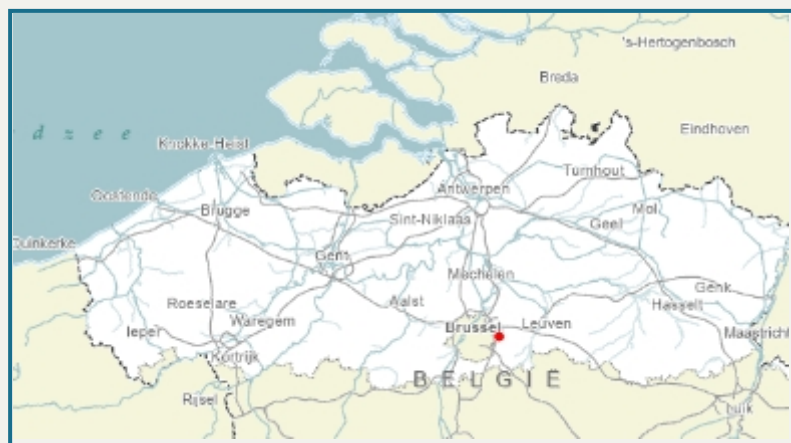 's-Hertogenbosch
Breda
d z e e
Eindhoven
Knokke-Heist
Turnhout
Oostende
Antwerpen
Brugge
Mol
Sint-Niklaas
Geel
Duinkerke
Gent
Mechelen
Genk
Roeselare
Aalst
Hasselt
Waregem
Brussel
Leuven
Ieper
Maastricht
Kortrijk
BELGIË
Rijsel
Luik